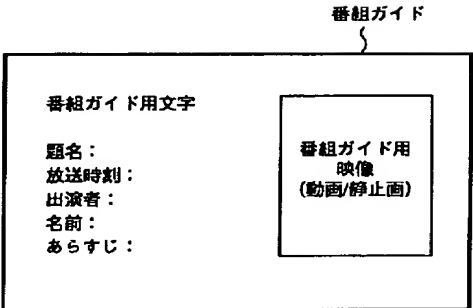 番組ガイド
番組ガイド用文字
題名：
放送時刻：
出演者：
名前：
あらすじ：
番組ガイド用
映像
(動画/静止画)